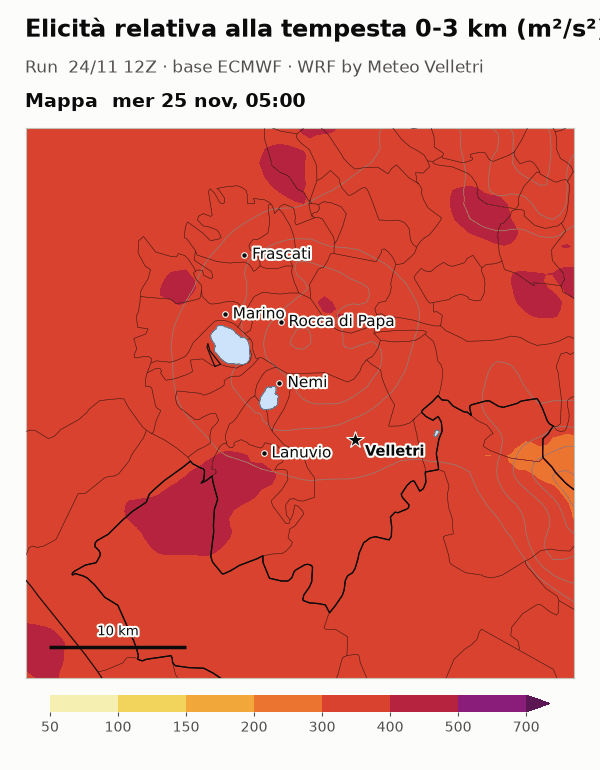 Elicità relativa alla tempesta 0-3 km (m²/s²)
Run  24/11 12Z · base ECMWF · WRF by Meteo Velletri
Mappa  mer 25 nov, 05:00
Frascati
Marino
Rocca di Papa
Nemi
Velletri
Lanuvio
10 km
50 100 150 200 300 400 500 700